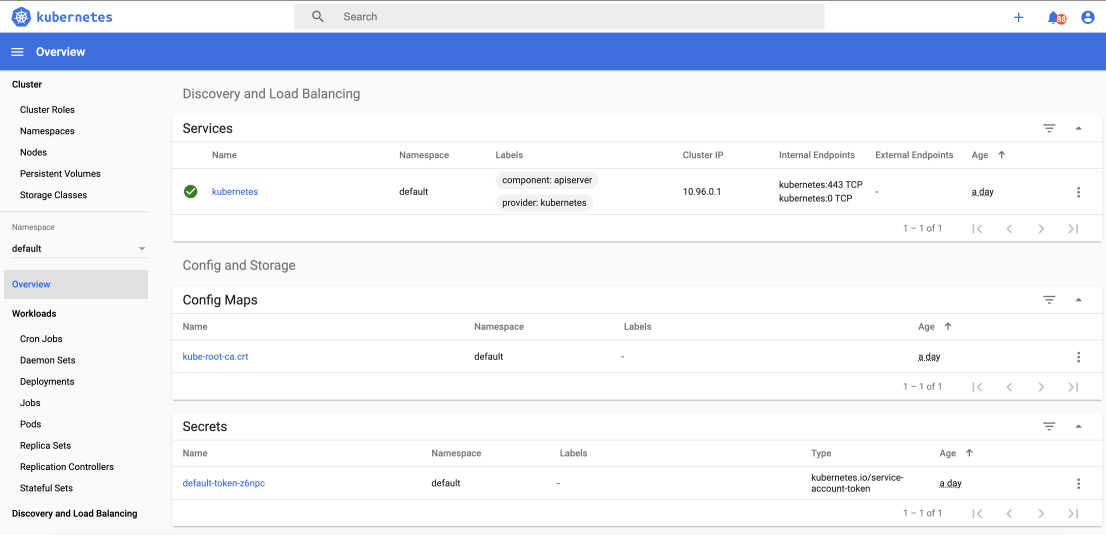 kubernetes
Search
88
Overview
Cluster
Cluster Roles
Namespaces
Nodes
Persistent Volumes
Storage Classes
Namespace
default
Overview
Workloads
Cron Jobs
Daemon Sets
Deployments
Jobs
Pods
Replica Sets
Replication Controllers
Stateful Sets
Discovery and Load Balancing
Discovery and Load Balancing
Services
Name Namespace Labels Cluster IP Internal Endpoints External Endpoints Age
kubernetes default component: apiserver provider: kubernetes 10.96.0.1 kubernetes:443 TCP kubernetes:0 TCP - a day
1 – 1 of 1
Config and Storage
Config Maps
Name Namespace Labels Age
kube-root-ca.crt default - a day
1 – 1 of 1
Secrets
Name Namespace Labels Type Age
default-token-z6npc default - kubernetes.io/service-account-token a day
1 – 1 of 1